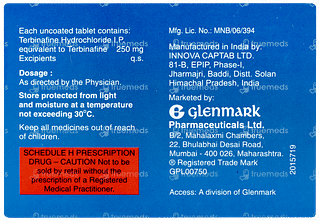 Each uncoated tablet contains:
Terbinafine Hydrochloride I.P.
equivalent to Terbinafine 250 mg
Excipients q.s.
Dosage :
As directed by the Physician.
Store protected from light
and moisture at a temperature
not exceeding 30°C.
Keep all medicines out of reach
of children.
SCHEDULE H PRESCRIPTION
DRUG – CAUTION Not to be
sold by retail without the
prescription of a Registered
Medical Practitioner.
Mfg. Lic. No.: MNB/06/394
Manufactured in India by:
INNOVA CAPTAB LTD.
81-B, EPIP, Phase-I,
Jharmajri, Baddi, Distt. Solan
Himachal Pradesh, India
Marketed by:
glenmark
Pharmaceuticals Ltd.
B/2, Mahalaxmi Chambers,
22, Bhulabhai Desai Road,
Mumbai - 400 026, Maharashtra.
® Registered Trade Mark
GPL00750
Access: A division of Glenmark
2015719
truemeds